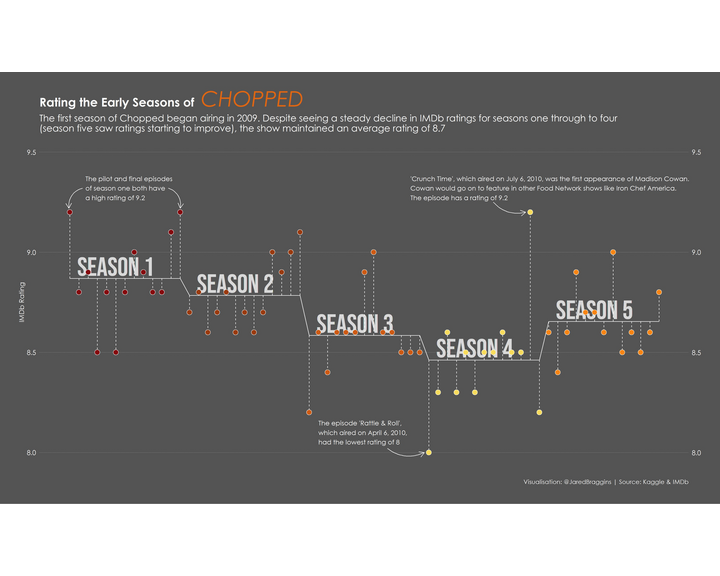 Rating the Early Seasons of CHOPPED
The first season of Chopped began airing in 2009. Despite seeing a steady decline in IMDb ratings for seasons one through to four
(season five saw ratings starting to improve), the show maintained an average rating of 8.7
9.5
9.5
The pilot and final episodes
of season one both have
a high rating of 9.2
'Crunch Time', which aired on July 6, 2010, was the first appearance of Madison Cowan.
Cowan would go on to feature in other Food Network shows like Iron Chef America.
The episode has a rating of 9.2
9.0
9.0
SEASON 1
SEASON 2
SEASON 3
SEASON 4
SEASON 5
IMDb Rating
8.5
8.5
The episode 'Rattle & Roll',
which aired on April 6, 2010,
had the lowest rating of 8
8.0
8.0
Visualisation: @JaredBraggins | Source: Kaggle & IMDb